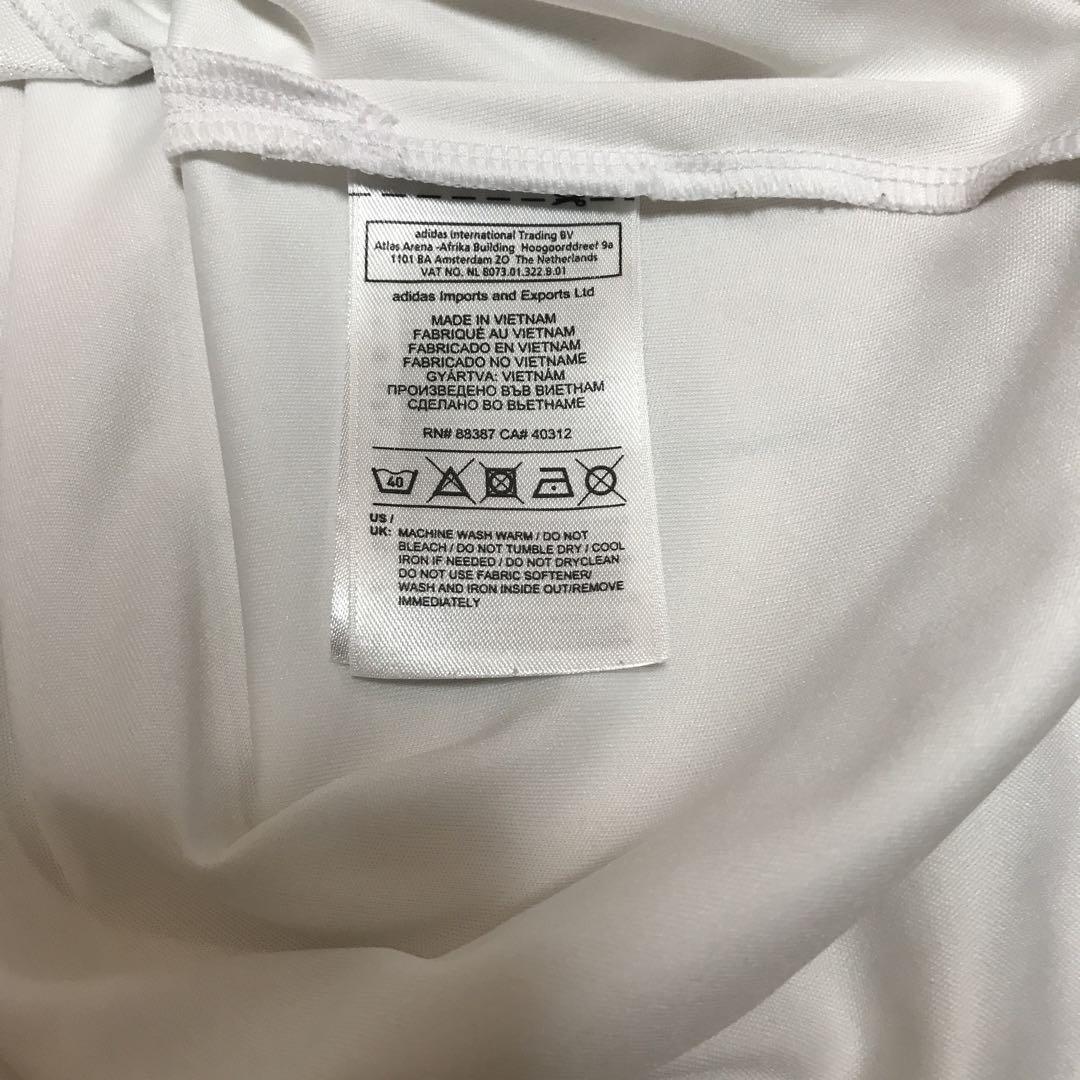 adidas International Trading BV
Atlas Arena -Afrika Building Hoogoorddreef 9a
1101 BA Amsterdam ZO The Netherlands
VAT NO. NL 8073.01.322.B.01
adidas Imports and Exports Ltd
MADE IN VIETNAM
FABRIQUÉ AU VIETNAM
FABRICADO EN VIETNAM
FABRICADO NO VIETNAME
GYÁRTVA: VIETNÁM
ПРОИЗВЕДЕНО ВЪВ ВИЕТНАМ
СДЕЛАНО ВО ВЬЕТНАМЕ
RN# 88387 CA# 40312
40
US /
UK: MACHINE WASH WARM / DO NOT
BLEACH / DO NOT TUMBLE DRY / COOL
IRON IF NEEDED / DO NOT DRYCLEAN
DO NOT USE FABRIC SOFTENER/
WASH AND IRON INSIDE OUT/REMOVE
IMMEDIATELY